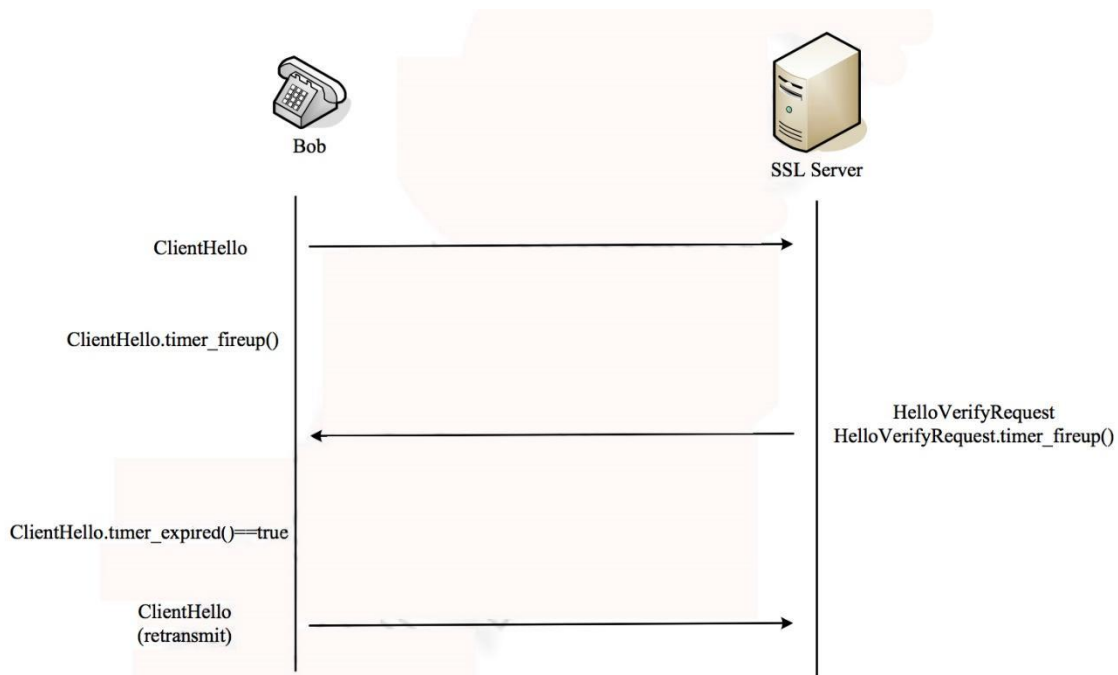 Bob
SSL Server
ClientHello
ClientHello.timer_fireup()
HelloVerifyRequest
HelloVerifyRequest.timer_fireup()
ClientHello.timer_expired()==true
ClientHello
(retransmit)